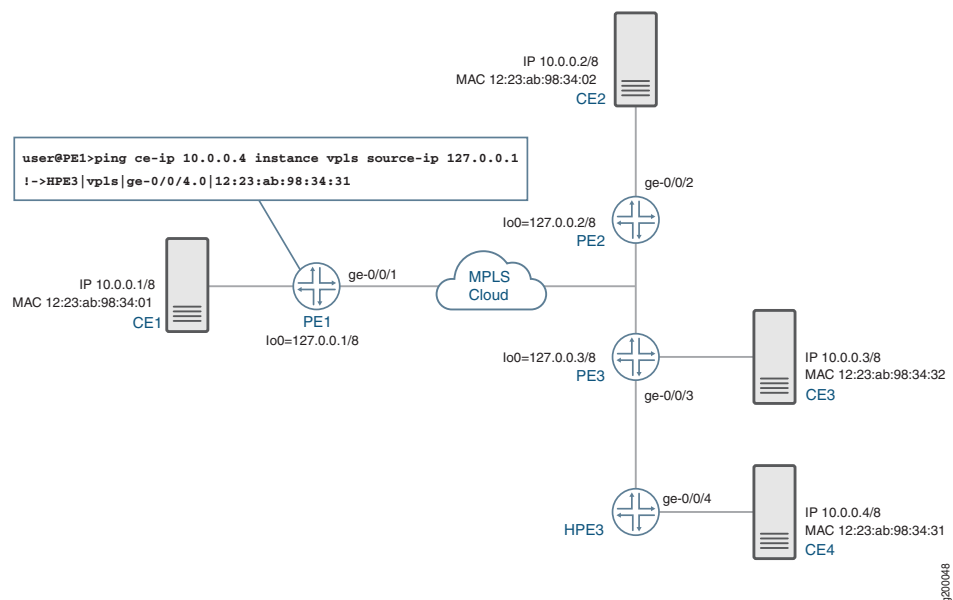 IP 10.0.0.2/8
MAC 12:23:ab:98:34:02
CE2
user@PE1>ping ce-ip 10.0.0.4 instance vpls source-ip 127.0.0.1
!->HPE3|vpls|ge-0/0/4.0|12:23:ab:98:34:31
ge-0/0/2
lo0=127.0.0.2/8
PE2
IP 10.0.0.1/8
MAC 12:23:ab:98:34:01
CE1
ge-0/0/1
PE1
lo0=127.0.0.1/8
MPLS
Cloud
lo0=127.0.0.3/8
PE3
ge-0/0/3
IP 10.0.0.3/8
MAC 12:23:ab:98:34:32
CE3
ge-0/0/4
HPE3
IP 10.0.0.4/8
MAC 12:23:ab:98:34:31
CE4
g200048